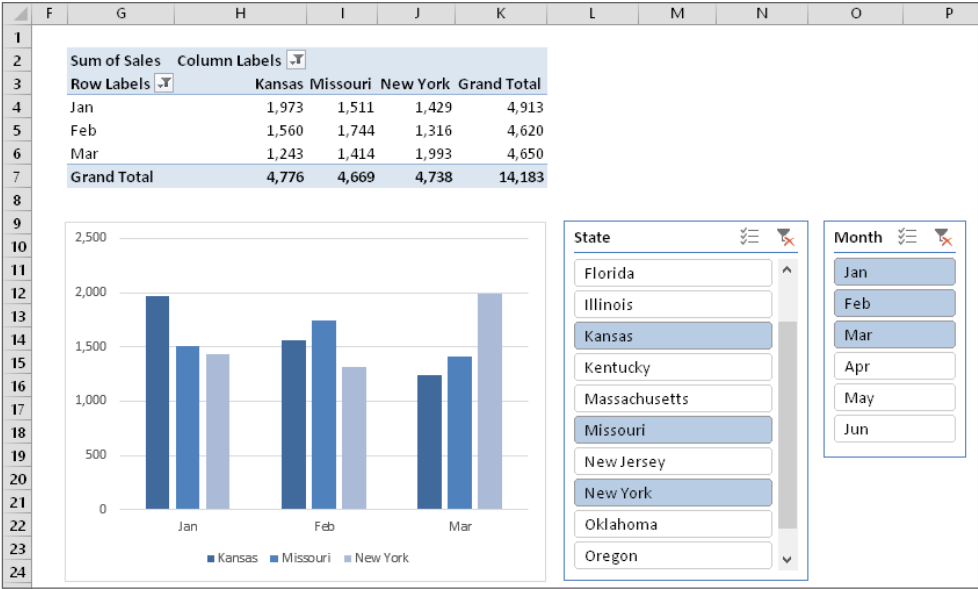 F G H I J K L M N O P
1
2 Sum of Sales Column Labels
3 Row Labels Kansas Missouri New York Grand Total
4 Jan 1,973 1,511 1,429 4,913
5 Feb 1,560 1,744 1,316 4,620
6 Mar 1,243 1,414 1,993 4,650
7 Grand Total 4,776 4,669 4,738 14,183
8
9
10
11
12
13
14
15
16
17
18
19
20
21
22
23
24
2,500
2,000
1,500
1,000
500
0
Jan Feb Mar
Kansas Missouri New York
State
Florida
Illinois
Kansas
Kentucky
Massachusetts
Missouri
New Jersey
New York
Oklahoma
Oregon
Month
Jan
Feb
Mar
Apr
May
Jun